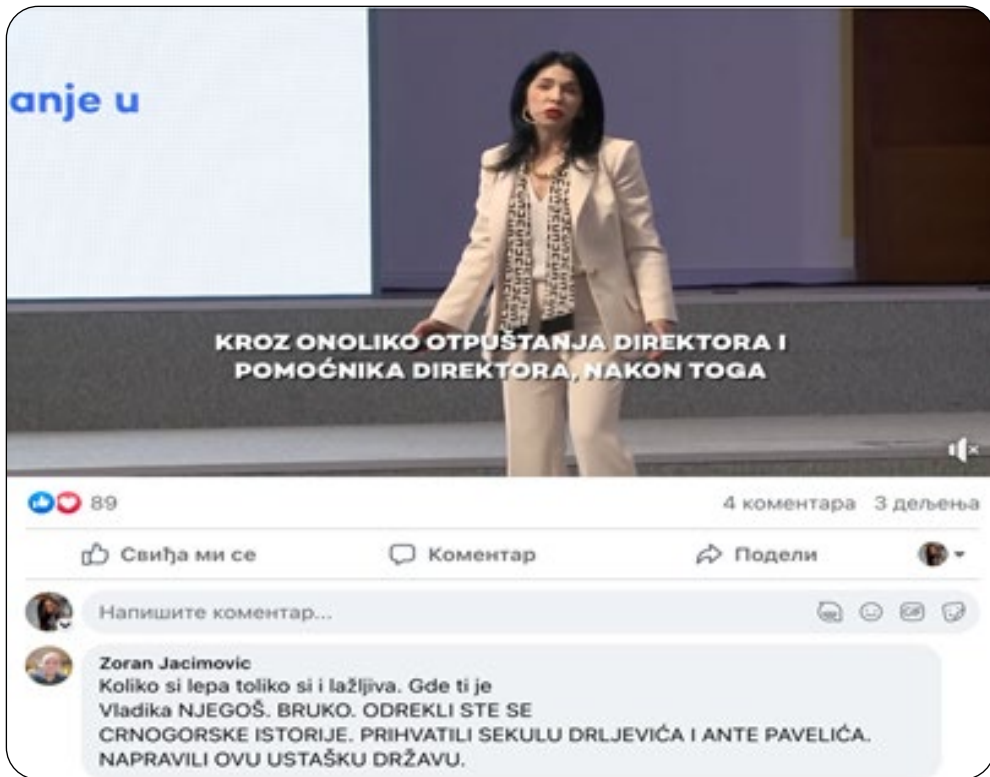 anje u
KROZ ONOLIKO OTPUŠTANJA DIREKTORA I
POMOĆNIKA DIREKTORA, NAKON TOGA
89
4 коментара 3 дељења
Свиђа ми се Коментар Подели
Напишите коментар...
GIF
Zoran Jacimovic
Koliko si lepa toliko si i lažljiva. Gde ti je
Vladika NJEGOŠ. BRUKO. ODREKLI STE SE
CRNOGORSKE ISTORIJE. PRIHVATILI SEKULU DRLJEVIĆA I ANTE PAVELIĆA.
NAPRAVILI OVU USTAŠKU DRŽAVU.